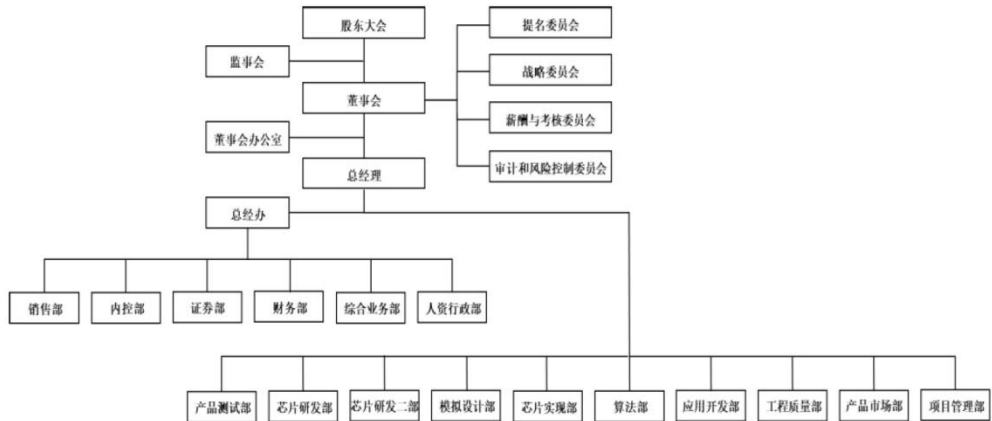 股东大会
提名委员会
监事会
战略委员会
董事会
薪酬与考核委员会
董事会办公室
审计和风险控制委员会
总经理
总经办
销售部
内控部
证券部
财务部
综合业务部
人资行政部
产品测试部
芯片研发部
芯片研发二部
模拟设计部
芯片实现部
算法部
应用开发部
工程质量部
产品市场部
项目管理部